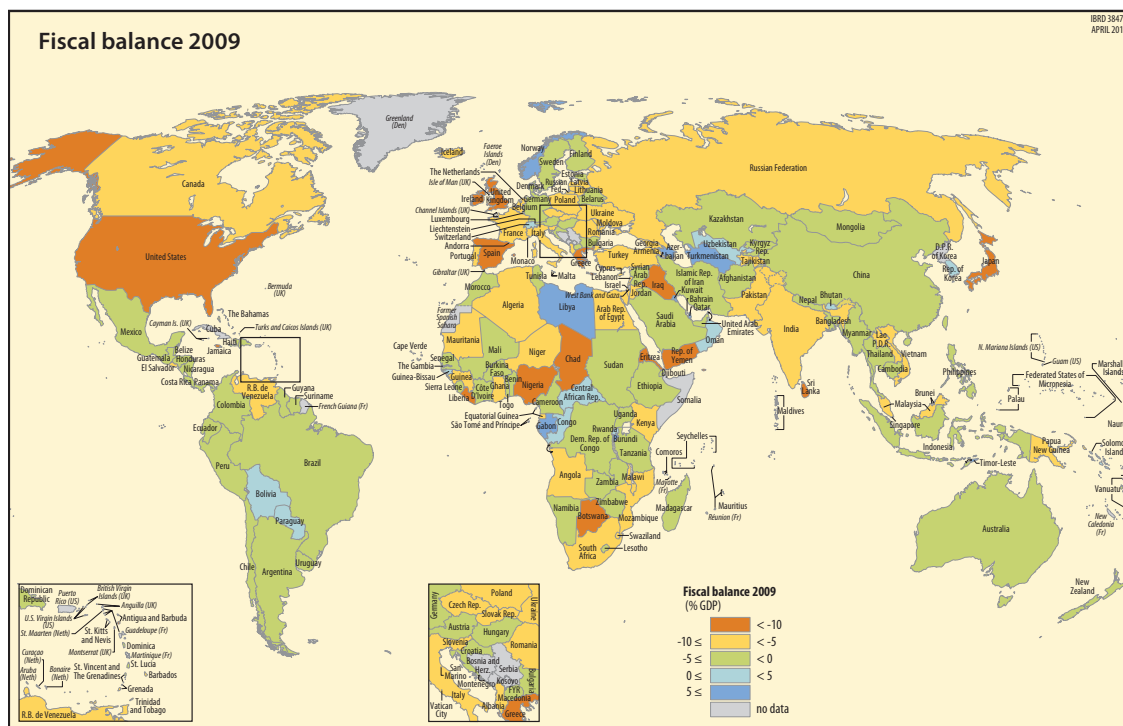 IBRD 3847
APRIL 201
Fiscal balance 2009
Greenland
(Den)
Iceland
Faeroe
Islands
(Den)
Norway
Sweden
Finland
Russian Federation
Canada
The Netherlands
Isle of Man (UK)
Estonia
Russian
Fed.
Latvia
Lithuania
Denmark
United
Kingdom
Ireland
Germany
Poland
Belarus
Belgium
Channel Islands (UK)
Luxembourg
Liechtenstein
Switzerland
Andorra
Portugal
France
Italy
Ukraine
Moldova
Romania
Bulgaria
Kazakhstan
Mongolia
United States
Spain
Monaco
Greece
Turkey
Georgia
Armenia
Azer-
baijan
Uzbekistan
Turkmenistan
Kyrgyz
Rep.
Tajikistan
D.P.R.
of Korea
Rep. of
Korea
Japan
China
Gibraltar (UK)
Tunisia
Malta
Cyprus
Lebanon
Israel
West Bank and Gaza
Syrian
Arab
Rep.
Jordan
Iraq
Islamic Rep.
of Iran
Afghanistan
Kuwait
Bahrain
Qatar
Bermuda
(UK)
Morocco
Algeria
Libya
Arab Rep.
of Egypt
Saudi
Arabia
United Arab
Emirates
Oman
Pakistan
Nepal
Bhutan
Bangladesh
India
Myanmar
Lao
P.D.R.
Thailand
Vietnam
Cambodia
Former
Spanish
Sahara
The Bahamas
Mexico
Cayman Is. (UK)
Cuba
Turks and Caicos Islands (UK)
Haiti
Jamaica
Belize
Honduras
Guatemala
El Salvador
Nicaragua
Costa Rica
Panama
Mauritania
Cape Verde
Senegal
The Gambia
Guinea-Bissau
Guinea
Sierra Leone
Liberia
Mali
Burkina
Faso
Côte
D'Ivoire
Ghana
Togo
Benin
Niger
Nigeria
Chad
Sudan
Eritrea
Rep. of
Yemen
Djibouti
Ethiopia
Somalia
Cameroon
Central
African Rep.
Sri
Lanka
Maldives
N. Mariana Islands (US)
Guam (US)
Philippines
Federated States of
Micronesia
Marshall
Islands
Palau
Nauru
R.B. de
Venezuela
Guyana
Suriname
French Guiana (Fr)
Colombia
Ecuador
Peru
Brazil
Bolivia
Paraguay
Chile
Argentina
Uruguay
Equatorial Guinea
São Tomé and Príncipe
Gabon
Congo
Dem. Rep. of
Congo
Uganda
Rwanda
Burundi
Kenya
Tanzania
Seychelles
Comoros
Mayotte
(Fr)
Angola
Zambia
Malawi
Mozambique
Zimbabwe
Madagascar
Mauritius
Réunion (Fr)
Namibia
Botswana
Swaziland
Lesotho
South
Africa
Brunei
Malaysia
Singapore
Indonesia
Timor-Leste
Papua
New Guinea
Solomon
Islands
Vanuatu
New
Caledonia
(Fr)
Australia
New
Zealand
Dominican
Republic
Puerto
Rico (US)
British Virgin
Islands (UK)
Anguilla (UK)
U.S. Virgin
Islands (US)
St. Maarten (Neth)
St. Kitts
and Nevis
Antigua and Barbuda
Guadeloupe (Fr)
Montserrat (UK)
Dominica
Martinique (Fr)
St. Lucia
Barbados
Curaçao
(Neth)
Aruba
(Neth)
Bonaire
(Neth)
St. Vincent and
The Grenadines
Grenada
Trinidad
and Tobago
R.B. de Venezuela
Germany
Poland
Czech Rep.
Slovak Rep.
Ukraine
Austria
Hungary
Slovenia
Croatia
Romania
San
Marino
Bosnia and
Herz.
Serbia
Montenegro
Kosovo
Bulgaria
Italy
FYR
Macedonia
Vatican
City
Albania
Greece
Fiscal balance 2009
(% GDP)
< -10
-10 ≤ < -5
-5 ≤ < 0
0 ≤ < 5
5 ≤
no data